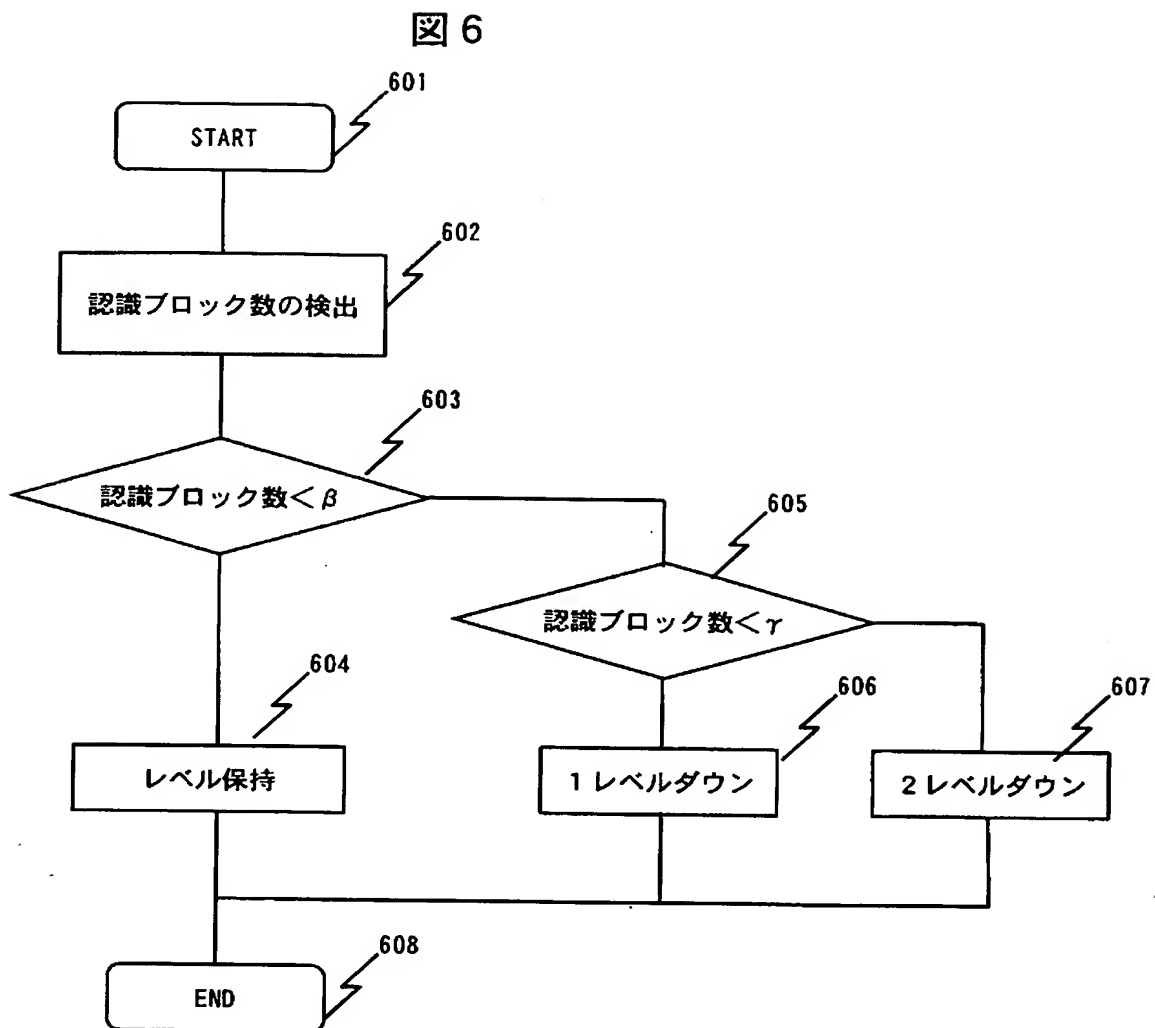 図6
601
START
602
認識ブロック数の検出
603
認識ブロック数<β
605
認識ブロック数<γ
604
レベル保持
606
1レベルダウン
607
2レベルダウン
608
END